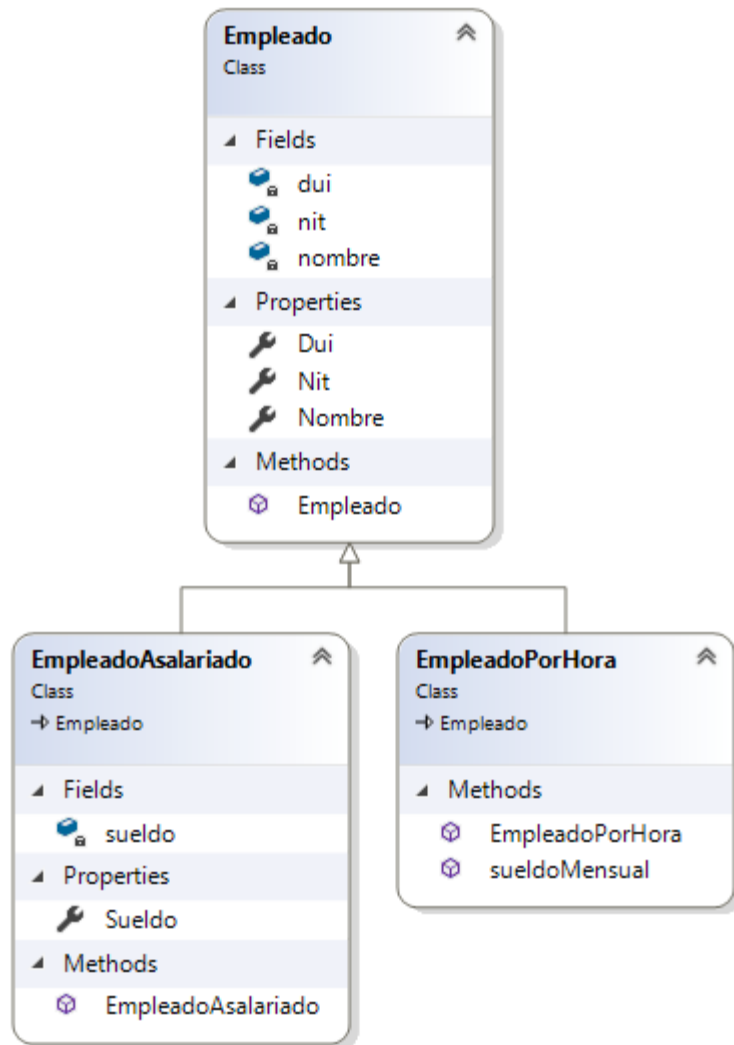 Empleado
Class
Fields
dui
nit
nombre
Properties
Dui
Nit
Nombre
Methods
Empleado
EmpleadoAsalariado
Class
Empleado
Fields
sueldo
Properties
Sueldo
Methods
EmpleadoAsalariado
EmpleadoPorHora
Class
Empleado
Methods
EmpleadoPorHora
sueldoMensual